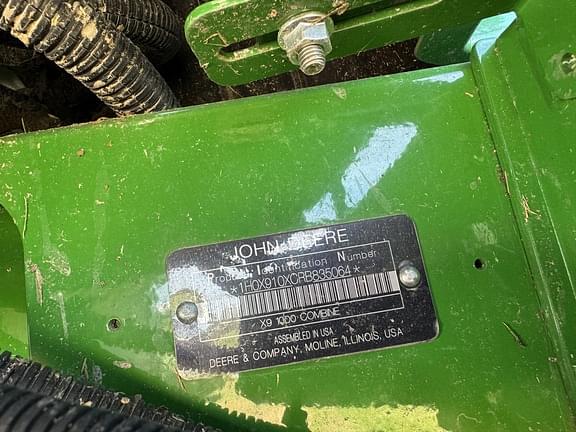 JOHN DEERE
Product Identification Number
*1H0X910XCRB835064*
X9 1000 COMBINE
ASSEMBLED IN USA
DEERE & COMPANY, MOLINE, ILLINOIS, USA